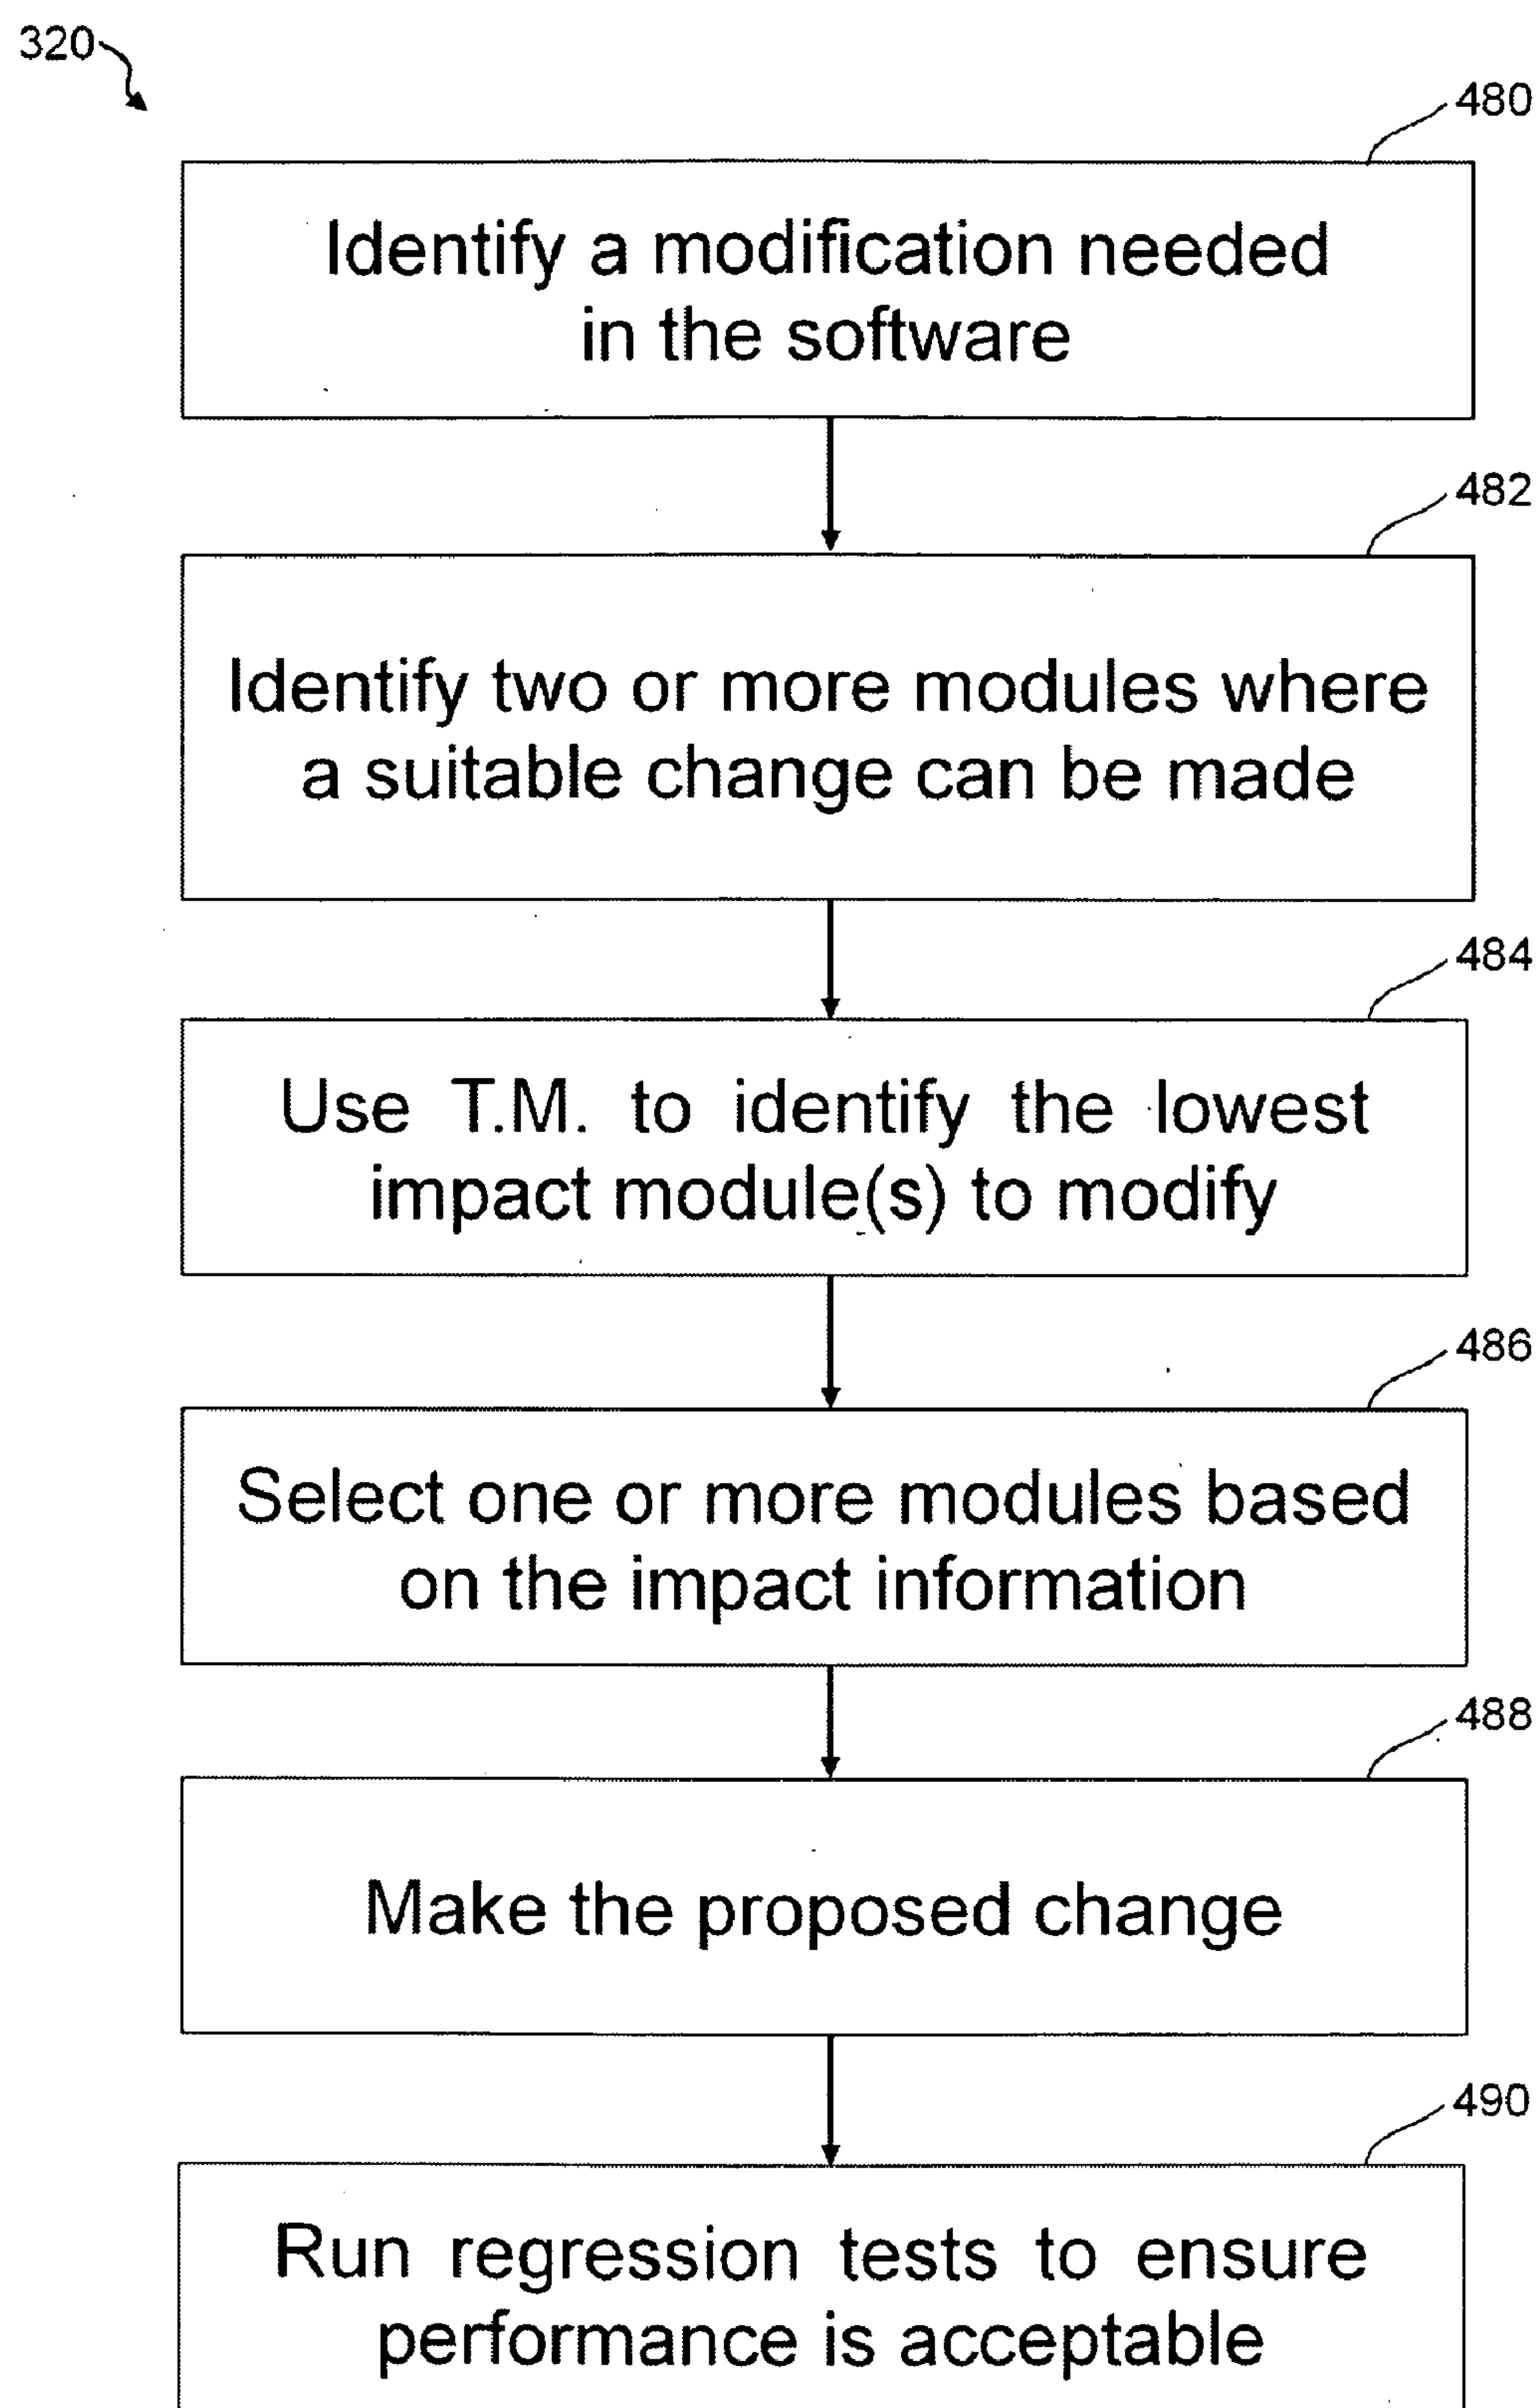 320
480
Identify a modification needed
in the software
482
Identify two or more modules where
a suitable change can be made
484
Use T.M. to identify the lowest
impact module(s) to modify
486
Select one or more modules based
on the impact information
488
Make the proposed change
490
Run regression tests to ensure
performance is acceptable